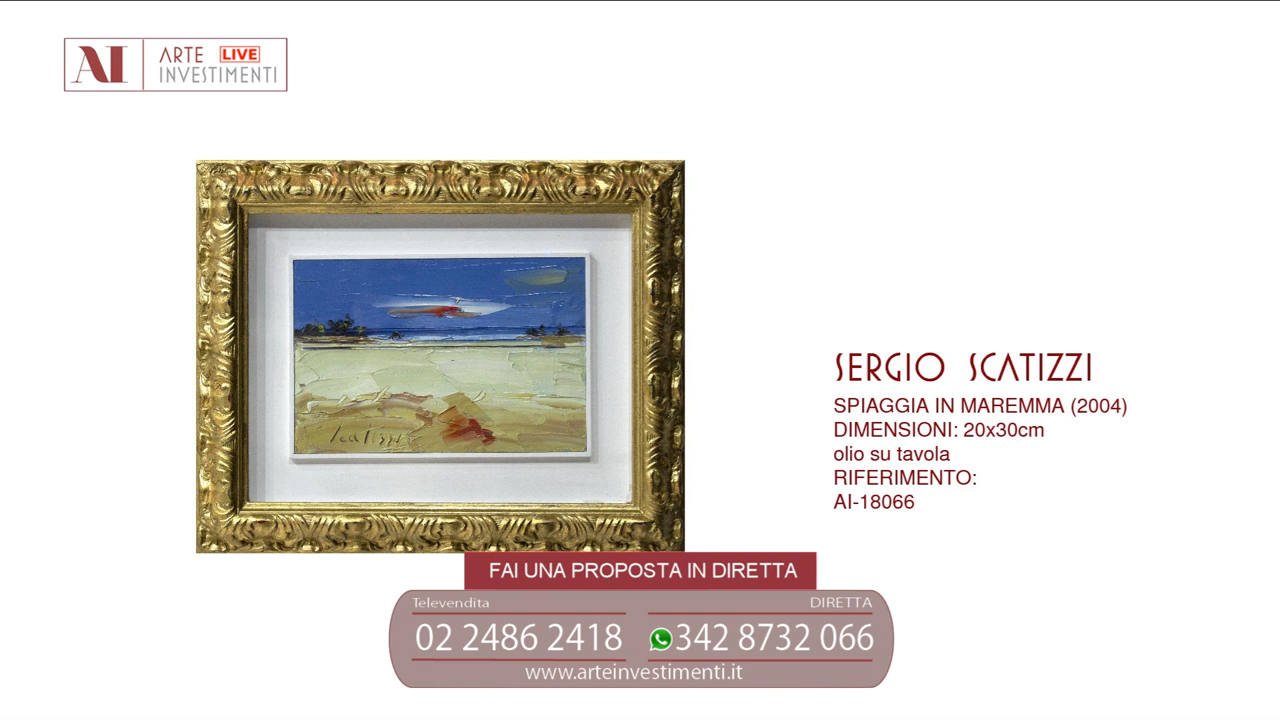 AI
ARTE LIVE
INVESTIMENTI
Scatizzi
SERGIO SCATIZZI
SPIAGGIA IN MAREMMA (2004)
DIMENSIONI: 20x30cm
olio su tavola
RIFERIMENTO:
AI-18066
FAI UNA PROPOSTA IN DIRETTA
Televendita DIRETTA
02 2486 2418 342 8732 066
www.arteinvestimenti.it